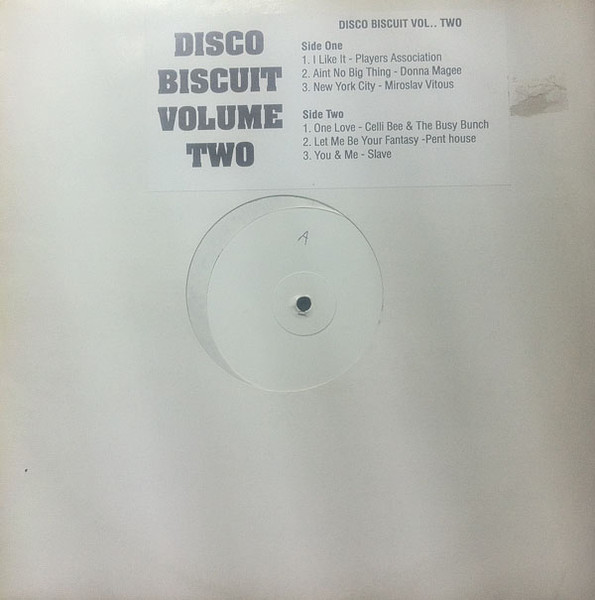 DISCO
BISCUIT
VOLUME
TWO
DISCO BISCUIT VOL.. TWO
Side One
1. I Like It - Players Association
2. Aint No Big Thing - Donna Magee
3. New York City - Miroslav Vitous
Side Two
1. One Love - Celli Bee & The Busy Bunch
2. Let Me Be Your Fantasy -Pent house
3. You & Me - Slave
A